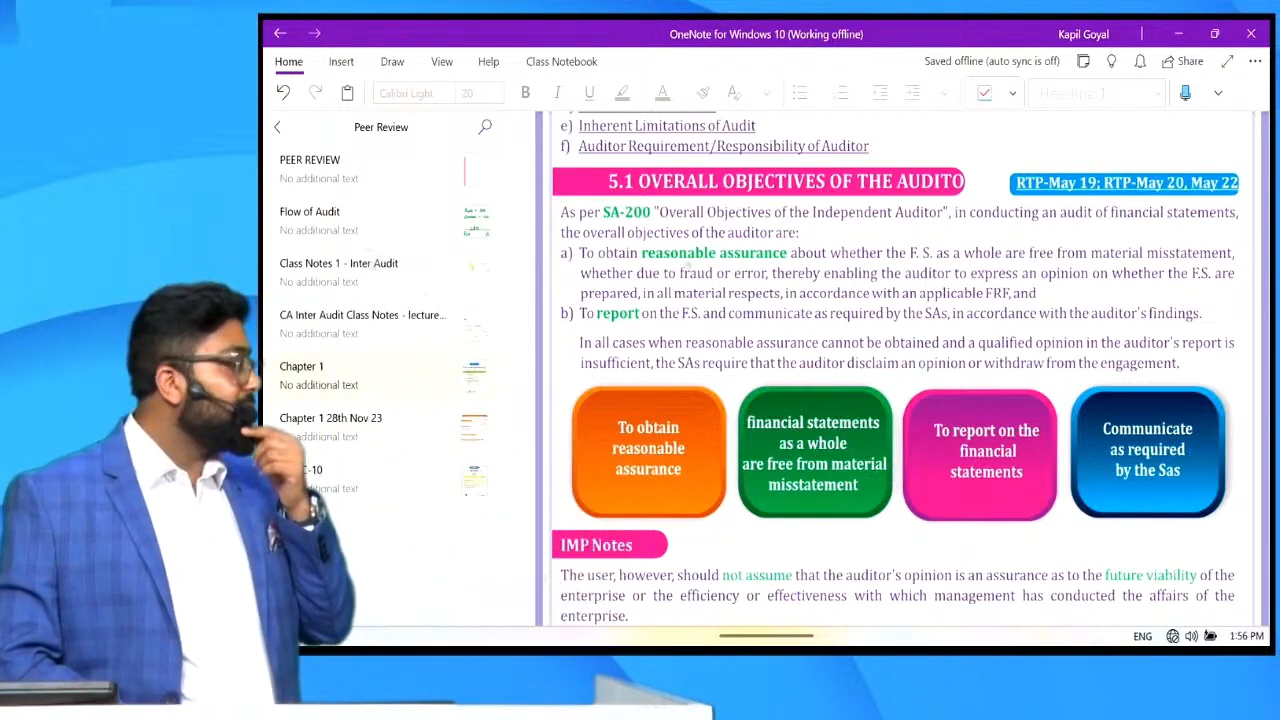 OneNote for Windows 10 (Working offline)
Kapil Goyal
Home
Insert
Draw
View
Help
Class Notebook
Saved offline (auto sync is off)
Share
Calibri Light
20
B
I
U
A
Heading 1
Peer Review
PEER REVIEW
No additional text
Flow of Audit
No additional text
Class Notes 1 - Inter Audit
No additional text
CA Inter Audit Class Notes - lecture...
No additional text
Chapter 1
No additional text
Chapter 1 28th Nov 23
additional text
C-10
additional text
e) Inherent Limitations of Audit
f) Auditor Requirement/Responsibility of Auditor
5.1 OVERALL OBJECTIVES OF THE AUDITO
RTP-May 19; RTP-May 20, May 22
As per SA-200 "Overall Objectives of the Independent Auditor", in conducting an audit of financial statements,
the overall objectives of the auditor are:
a) To obtain reasonable assurance about whether the F. S. as a whole are free from material misstatement,
whether due to fraud or error, thereby enabling the auditor to express an opinion on whether the F.S. are
prepared, in all material respects, in accordance with an applicable FRF, and
b) To report on the F.S. and communicate as required by the SAs, in accordance with the auditor's findings.
In all cases when reasonable assurance cannot be obtained and a qualified opinion in the auditor's report is
insufficient, the SAs require that the auditor disclaim an opinion or withdraw from the engagement.
To obtain
reasonable
assurance
financial statements
as a whole
are free from material
misstatement
To report on the
financial
statements
Communicate
as required
by the Sas
IMP Notes
The user, however, should not assume that the auditor's opinion is an assurance as to the future viability of the
enterprise or the efficiency or effectiveness with which management has conducted the affairs of the
enterprise.
ENG
1:56 PM